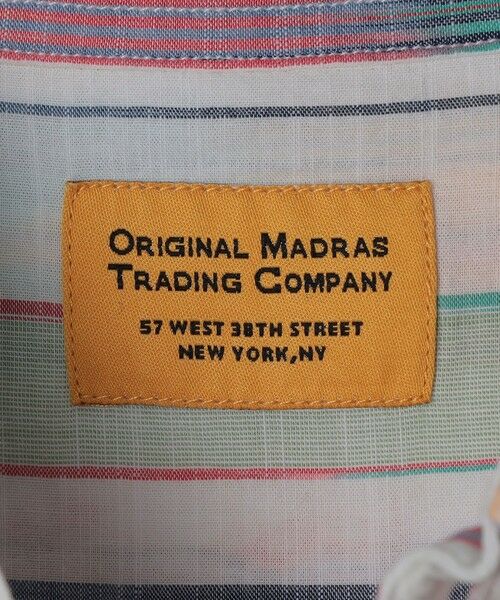 ORIGINAL MADRAS
TRADING COMPANY
57 WEST 38TH STREET
NEW YORK,NY